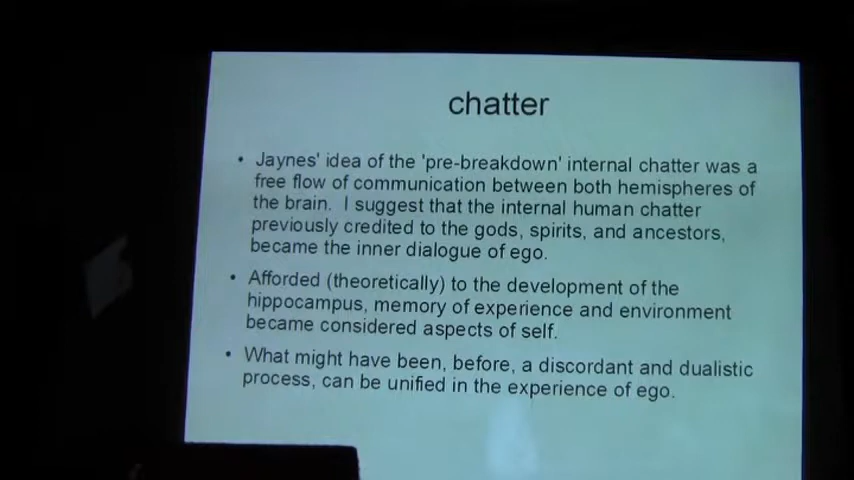 chatter
• Jaynes' idea of the 'pre-breakdown' internal chatter was a
free flow of communication between both hemispheres of
the brain. I suggest that the internal human chatter
previously credited to the gods, spirits, and ancestors,
became the inner dialogue of ego.
• Afforded (theoretically) to the development of the
hippocampus, memory of experience and environment
became considered aspects of self.
• What might have been, before, a discordant and dualistic
process, can be unified in the experience of ego.